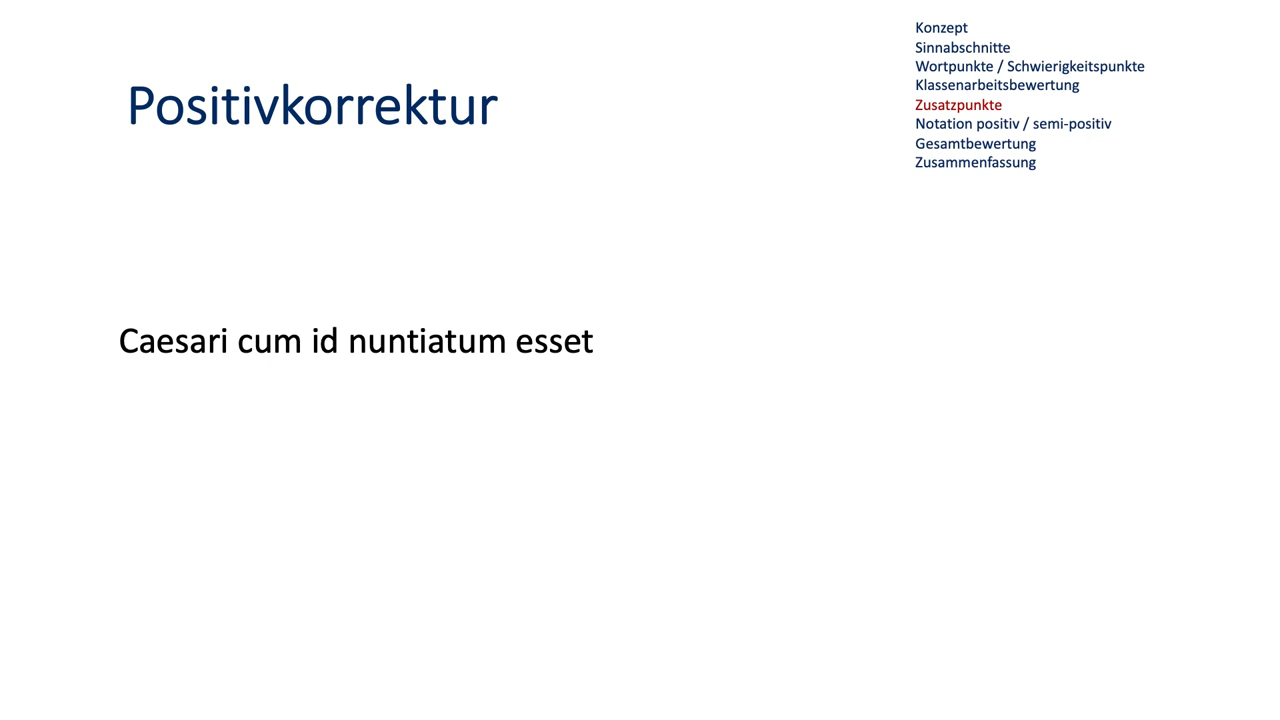 Positivkorrektur
Konzept
Sinnabschnitte
Wortpunkte / Schwierigkeitspunkte
Klassenarbeitsbewertung
Zusatzpunkte
Notation positiv / semi-positiv
Gesamtbewertung
Zusammenfassung
Caesari cum id nuntiatum esset